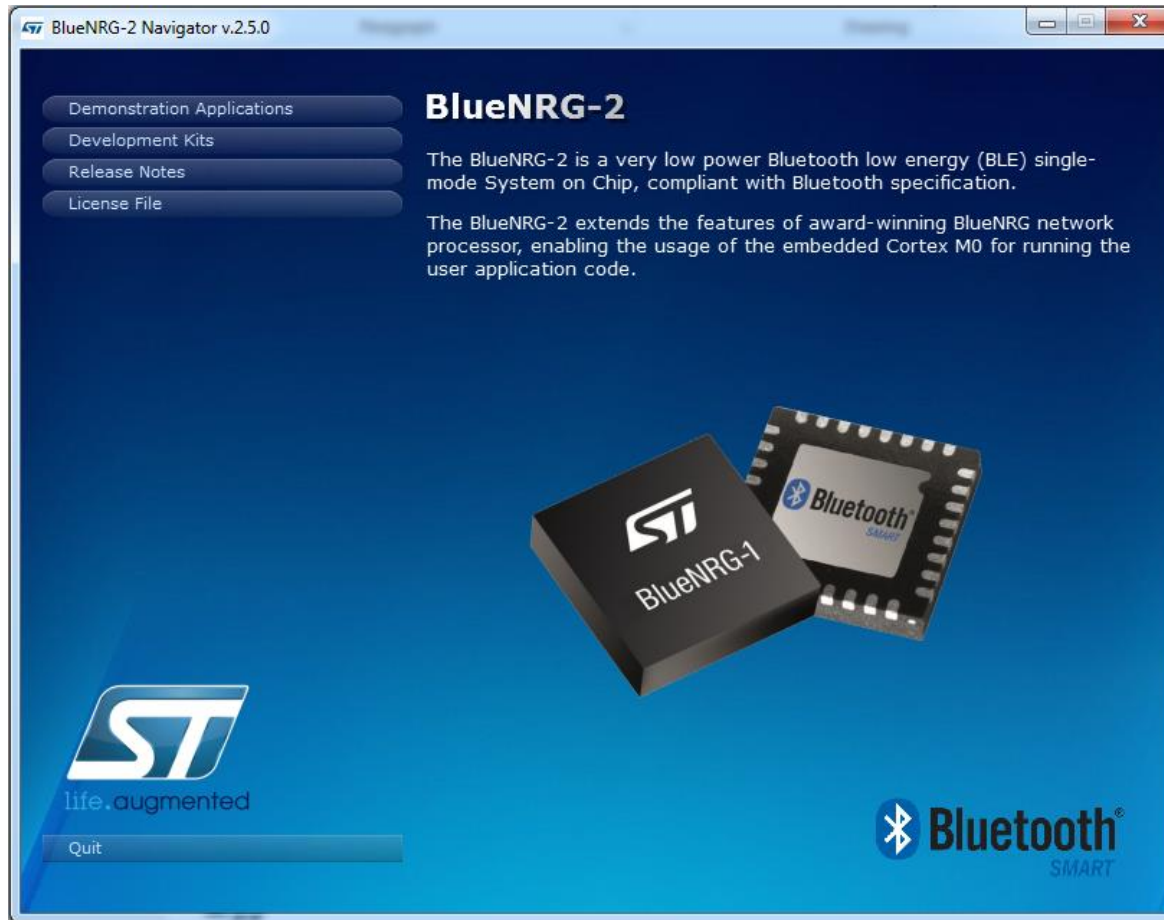 BlueNRG-2 Navigator v.2.5.0
Demonstration Applications
Development Kits
Release Notes
License File
BlueNRG-2
The BlueNRG-2 is a very low power Bluetooth low energy (BLE) single-
mode System on Chip, compliant with Bluetooth specification.
The BlueNRG-2 extends the features of award-winning BlueNRG network
processor, enabling the usage of the embedded Cortex M0 for running the
user application code.
Bluetooth
SMART
ST
BlueNRG-1
ST
life.augmented
Quit
Bluetooth®
SMART